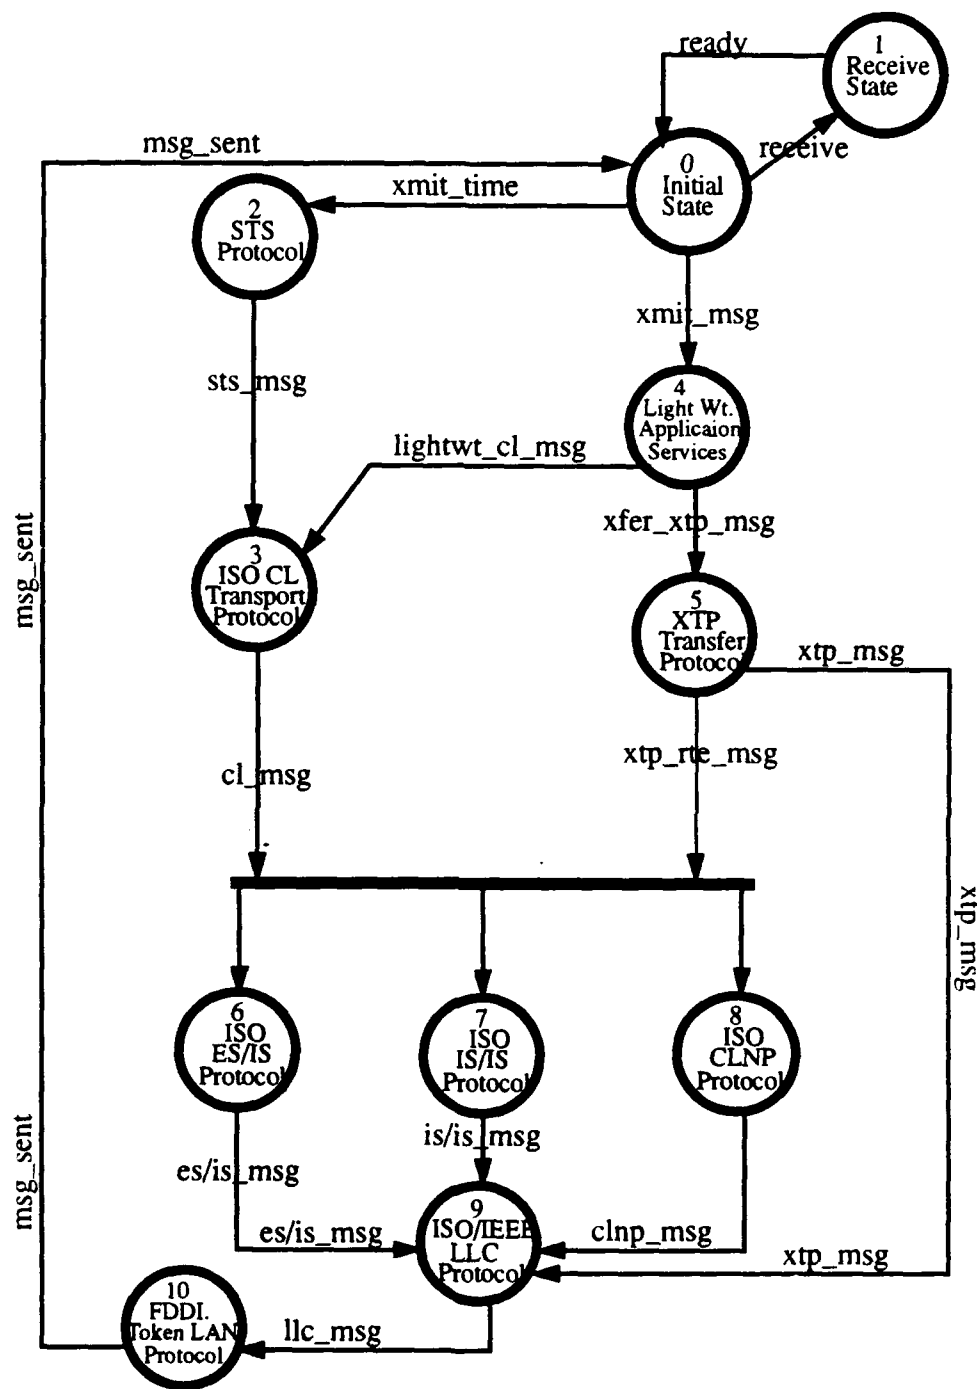 ready
1
Receive
State
msg_sent
receive
0
Initial
State
xmit_time
2
STS
Protocol
xmit_msg
sts_msg
4
Light Wt.
Applicaion
Services
lightwt_cl_msg
xfer_xtp_msg
msg_sent
3
ISO CL
Transport
Protocol
5
XTP
Transfer
Protocol
xtp_msg
xtp_rte_msg
cl_msg
xtp_msg
6
ISO
ES/IS
Protocol
7
ISO
IS/IS
Protocol
8
ISO
CLNP
Protocol
is/is_msg
es/is_msg
msg_sent
9
ISO/IEEE
LLC
Protocol
es/is_msg
clnp_msg
xtp_msg
10
FDDI.
Token LAN
Protocol
llc_msg